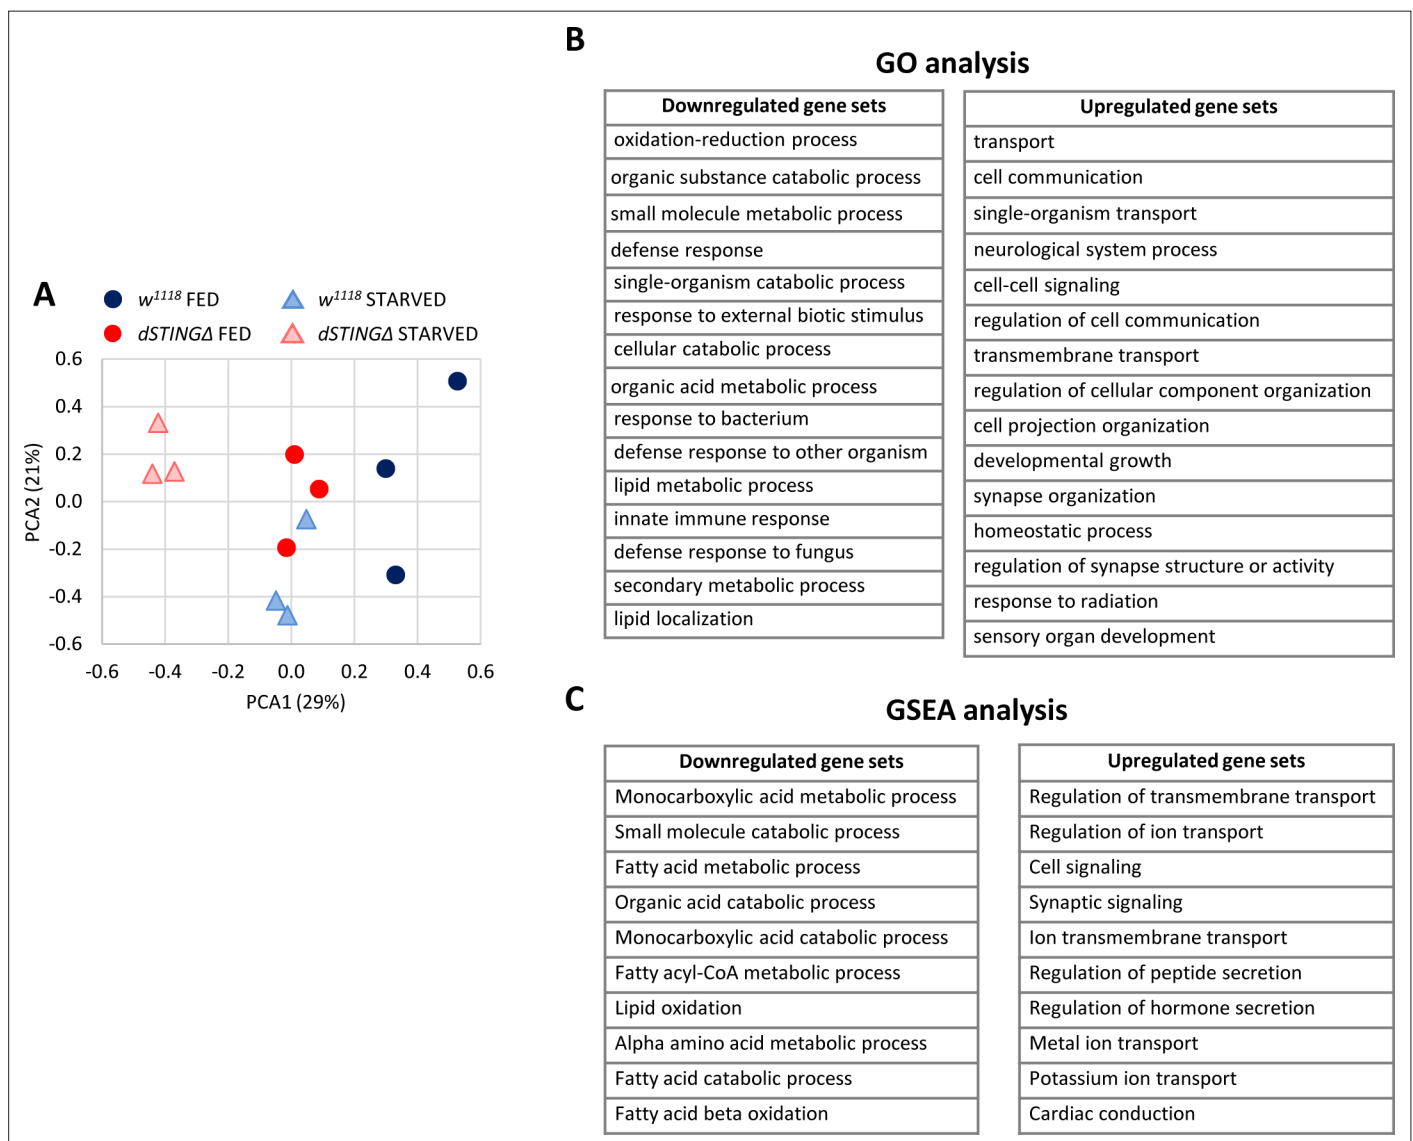 A
w1118 FED
w1118 STARVED
dSTINGΔ FED
dSTINGΔ STARVED
0.6
0.4
0.2
0.0
-0.2
-0.4
-0.6
PCA2 (21%)
-0.6
-0.4
-0.2
0.0
0.2
0.4
0.6
PCA1 (29%)
B
GO analysis
Downregulated gene sets
oxidation-reduction process
organic substance catabolic process
small molecule metabolic process
defense response
single-organism catabolic process
response to external biotic stimulus
cellular catabolic process
organic acid metabolic process
response to bacterium
defense response to other organism
lipid metabolic process
innate immune response
defense response to fungus
secondary metabolic process
lipid localization
Upregulated gene sets
transport
cell communication
single-organism transport
neurological system process
cell-cell signaling
regulation of cell communication
transmembrane transport
regulation of cellular component organization
cell projection organization
developmental growth
synapse organization
homeostatic process
regulation of synapse structure or activity
response to radiation
sensory organ development
C
GSEA analysis
Downregulated gene sets
Monocarboxylic acid metabolic process
Small molecule catabolic process
Fatty acid metabolic process
Organic acid catabolic process
Monocarboxylic acid catabolic process
Fatty acyl-CoA metabolic process
Lipid oxidation
Alpha amino acid metabolic process
Fatty acid catabolic process
Fatty acid beta oxidation
Upregulated gene sets
Regulation of transmembrane transport
Regulation of ion transport
Cell signaling
Synaptic signaling
Ion transmembrane transport
Regulation of peptide secretion
Regulation of hormone secretion
Metal ion transport
Potassium ion transport
Cardiac conduction